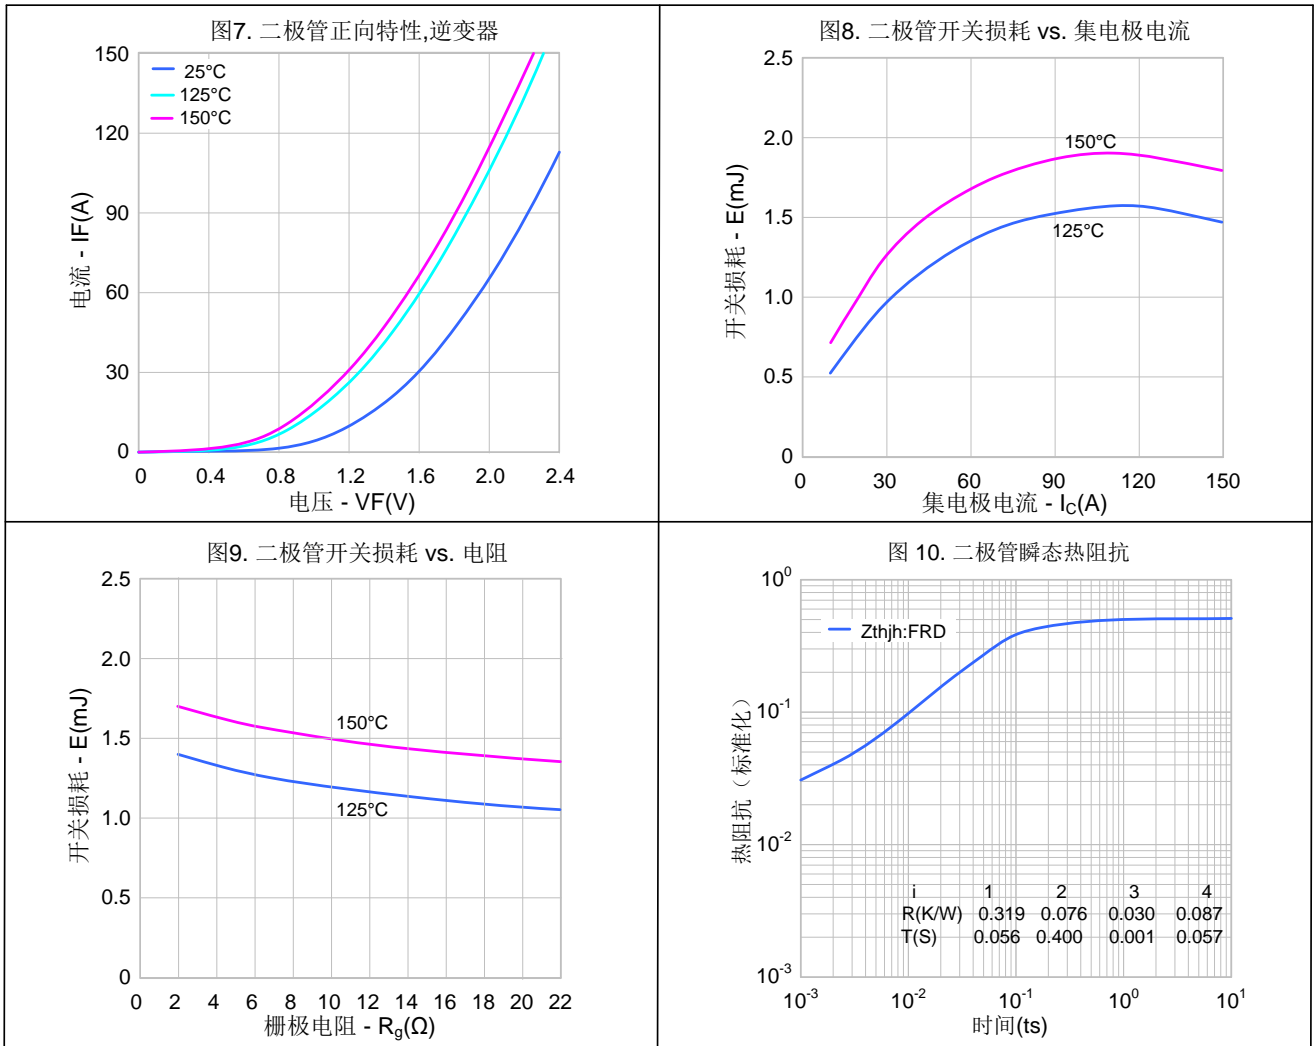 图7. 二极管正向特性,逆变器
25°C
125°C
150°C
电流 - IF(A)
150
120
90
60
30
0
0 0.4 0.8 1.2 1.6 2.0 2.4
电压 - VF(V)
图8. 二极管开关损耗 vs. 集电极电流
150°C
125°C
开关损耗 - E(mJ)
2.5
2.0
1.5
1.0
0.5
0
0 30 60 90 120 150
集电极电流 - IC(A)
图9. 二极管开关损耗 vs. 电阻
150°C
125°C
开关损耗 - E(mJ)
2.5
2.0
1.5
1.0
0.5
0
0 2 4 6 8 10 12 14 16 18 20 22
栅极电阻 - Rg(Ω)
图 10. 二极管瞬态热阻抗
Zthjh:FRD
热阻抗（标准化）
10^0
10^-1
10^-2
10^-3
i 1 2 3 4
R(K/W) 0.319 0.076 0.030 0.087
T(S) 0.056 0.400 0.001 0.057
10^-3 10^-2 10^-1 10^0 10^1
时间(ts)